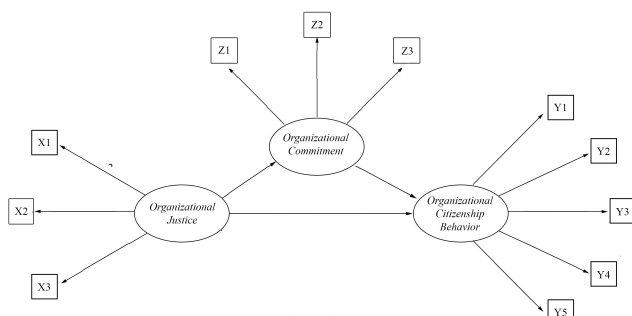 Z2
Z1
Z3
Y1
Organizational
Commitment
X1
Y2
Organizational
Justice
Organizational
Citizenship
Behavior
X2
Y3
Y4
X3
Y5